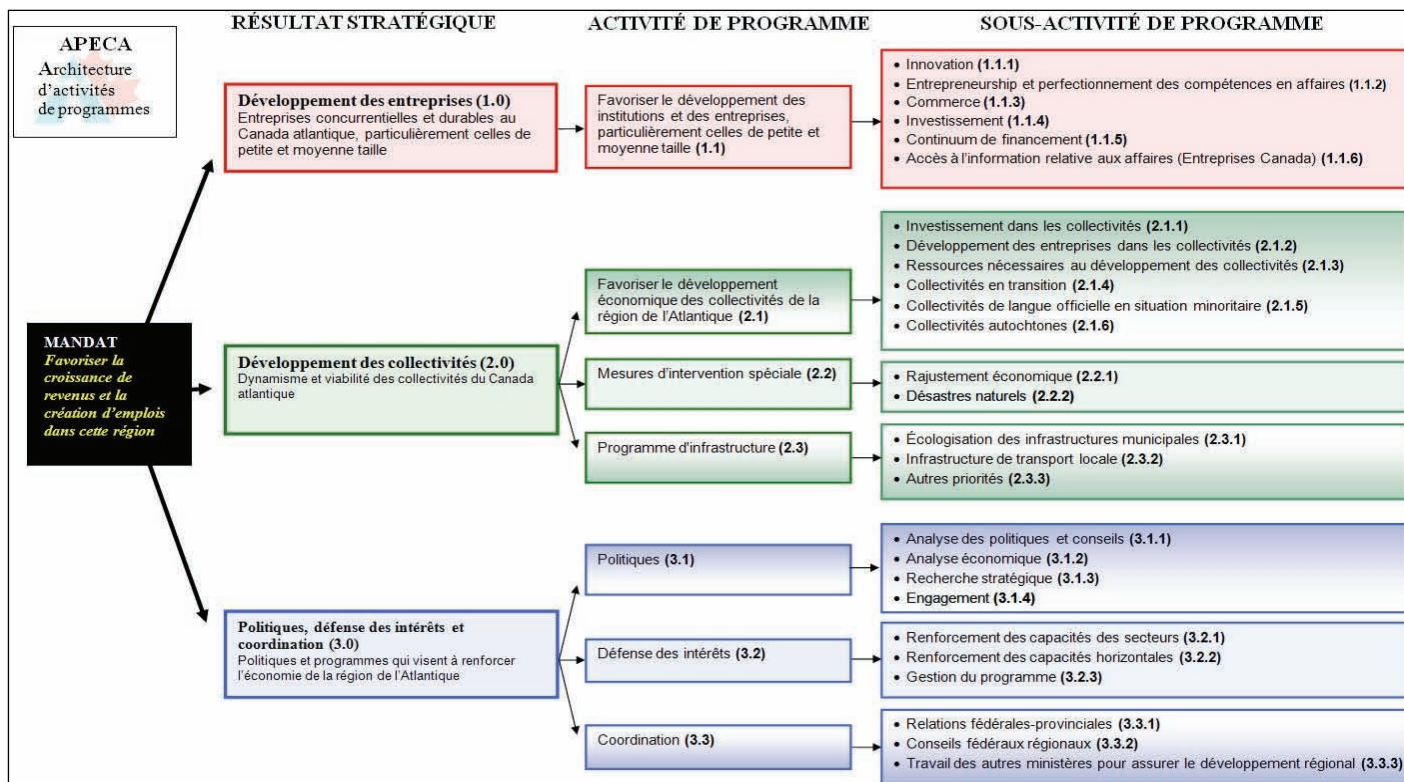 RÉSULTAT STRATÉGIQUE
ACTIVITÉ DE PROGRAMME
SOUS-ACTIVITÉ DE PROGRAMME
APECA
Architecture
d'activités
de programmes
MANDAT
Favoriser la
croissance de
revenus et la
création d'emplois
dans cette région
Développement des entreprises (1.0)
Entreprises concurrentielles et durables au
Canada atlantique, particulièrement celles de
petite et moyenne taille
Favoriser le développement des
institutions et des entreprises,
particulièrement celles de petite et
moyenne taille (1.1)
• Innovation (1.1.1)
• Entrepreneurship et perfectionnement des compétences en affaires (1.1.2)
• Commerce (1.1.3)
• Investissement (1.1.4)
• Continuum de financement (1.1.5)
• Accès à l'information relative aux affaires (Entreprises Canada) (1.1.6)
Développement des collectivités (2.0)
Dynamisme et viabilité des collectivités du Canada
atlantique
Favoriser le développement
économique des collectivités de la
région de l'Atlantique (2.1)
• Investissement dans les collectivités (2.1.1)
• Développement des entreprises dans les collectivités (2.1.2)
• Ressources nécessaires au développement des collectivités (2.1.3)
• Collectivités en transition (2.1.4)
• Collectivités de langue officielle en situation minoritaire (2.1.5)
• Collectivités autochtones (2.1.6)
Mesures d'intervention spéciale (2.2)
• Rajustement économique (2.2.1)
• Désastres naturels (2.2.2)
Programme d'infrastructure (2.3)
• Écologisation des infrastructures municipales (2.3.1)
• Infrastructure de transport locale (2.3.2)
• Autres priorités (2.3.3)
Politiques, défense des intérêts et
coordination (3.0)
Politiques et programmes qui visent à renforcer
l'économie de la région de l'Atlantique
Politiques (3.1)
• Analyse des politiques et conseils (3.1.1)
• Analyse économique (3.1.2)
• Recherche stratégique (3.1.3)
• Engagement (3.1.4)
Défense des intérêts (3.2)
• Renforcement des capacités des secteurs (3.2.1)
• Renforcement des capacités horizontales (3.2.2)
• Gestion du programme (3.2.3)
Coordination (3.3)
• Relations fédérales-provinciales (3.3.1)
• Conseils fédéraux régionaux (3.3.2)
• Travail des autres ministères pour assurer le développement régional (3.3.3)